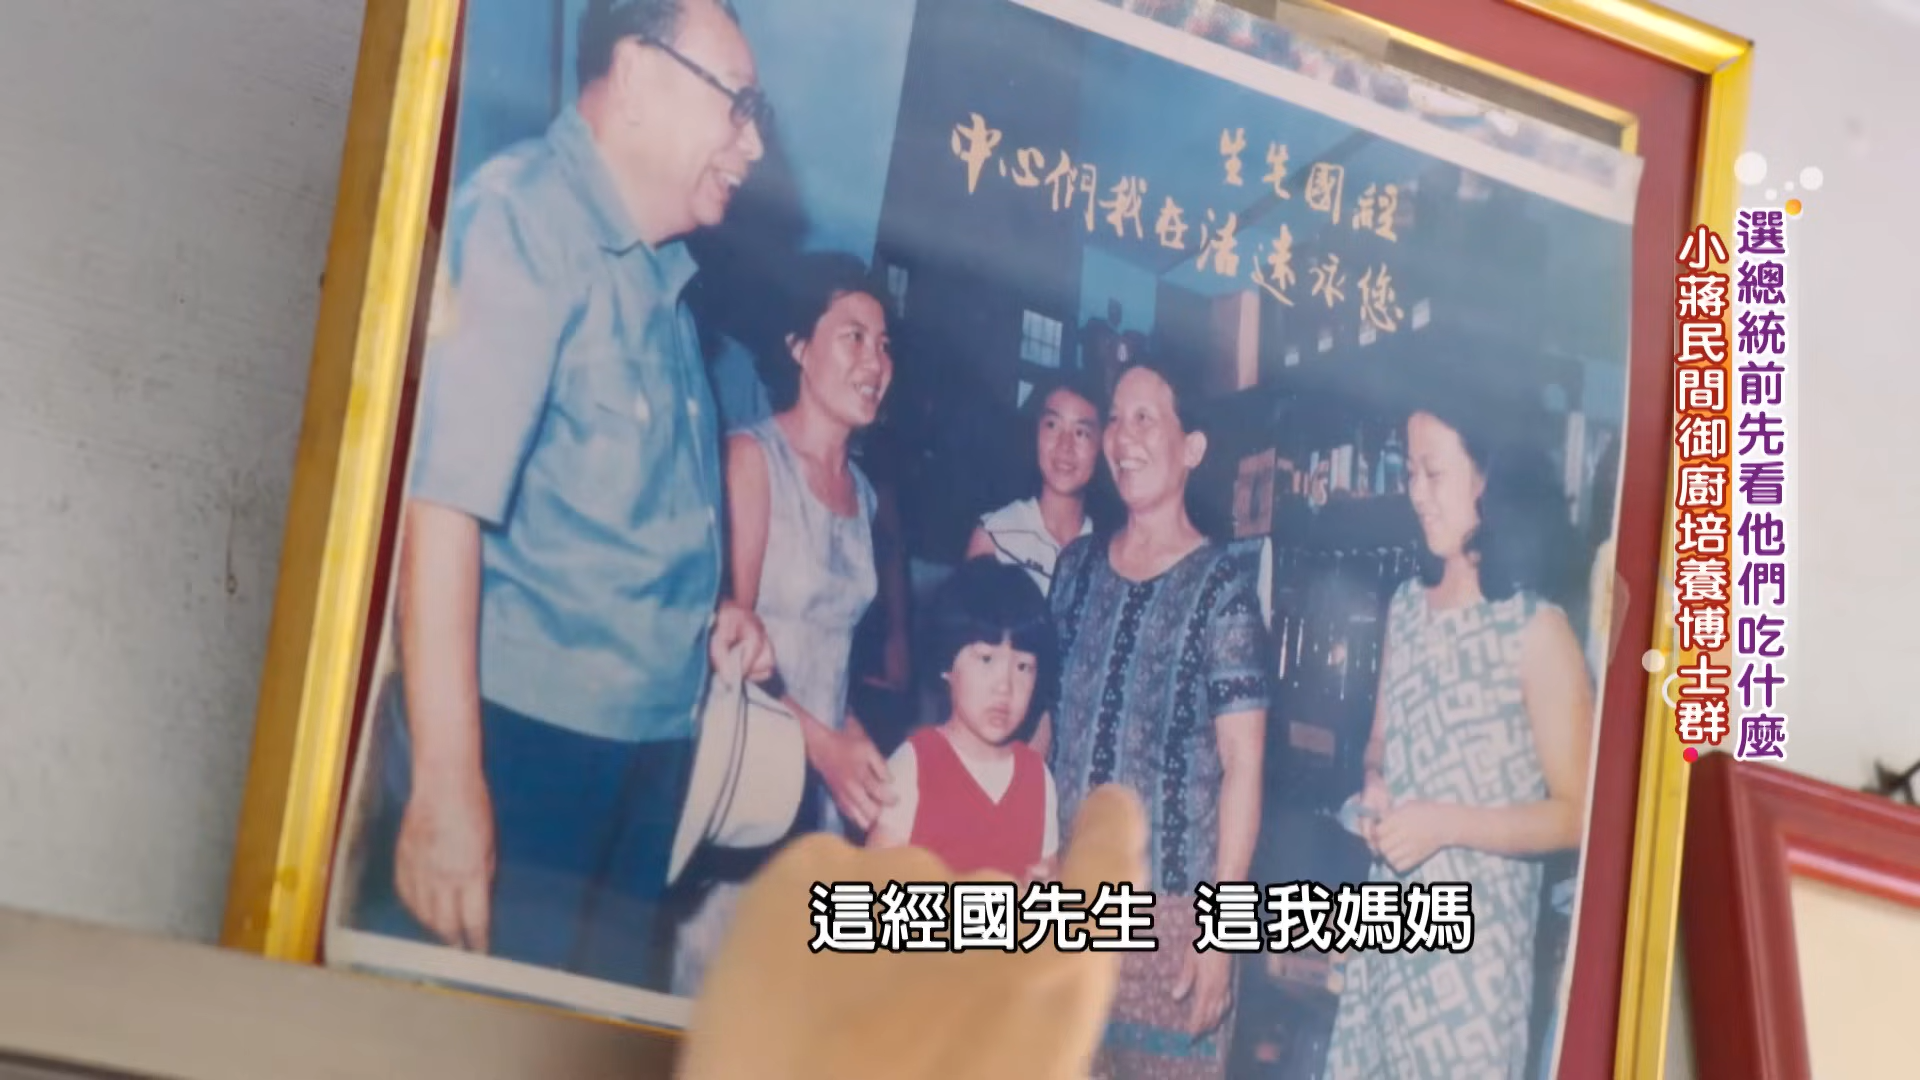 生先國經
中心們我在活遠永您
選總統前先看他們吃什麼
小蔣民間御廚培養博士群
這經國先生 這我媽媽